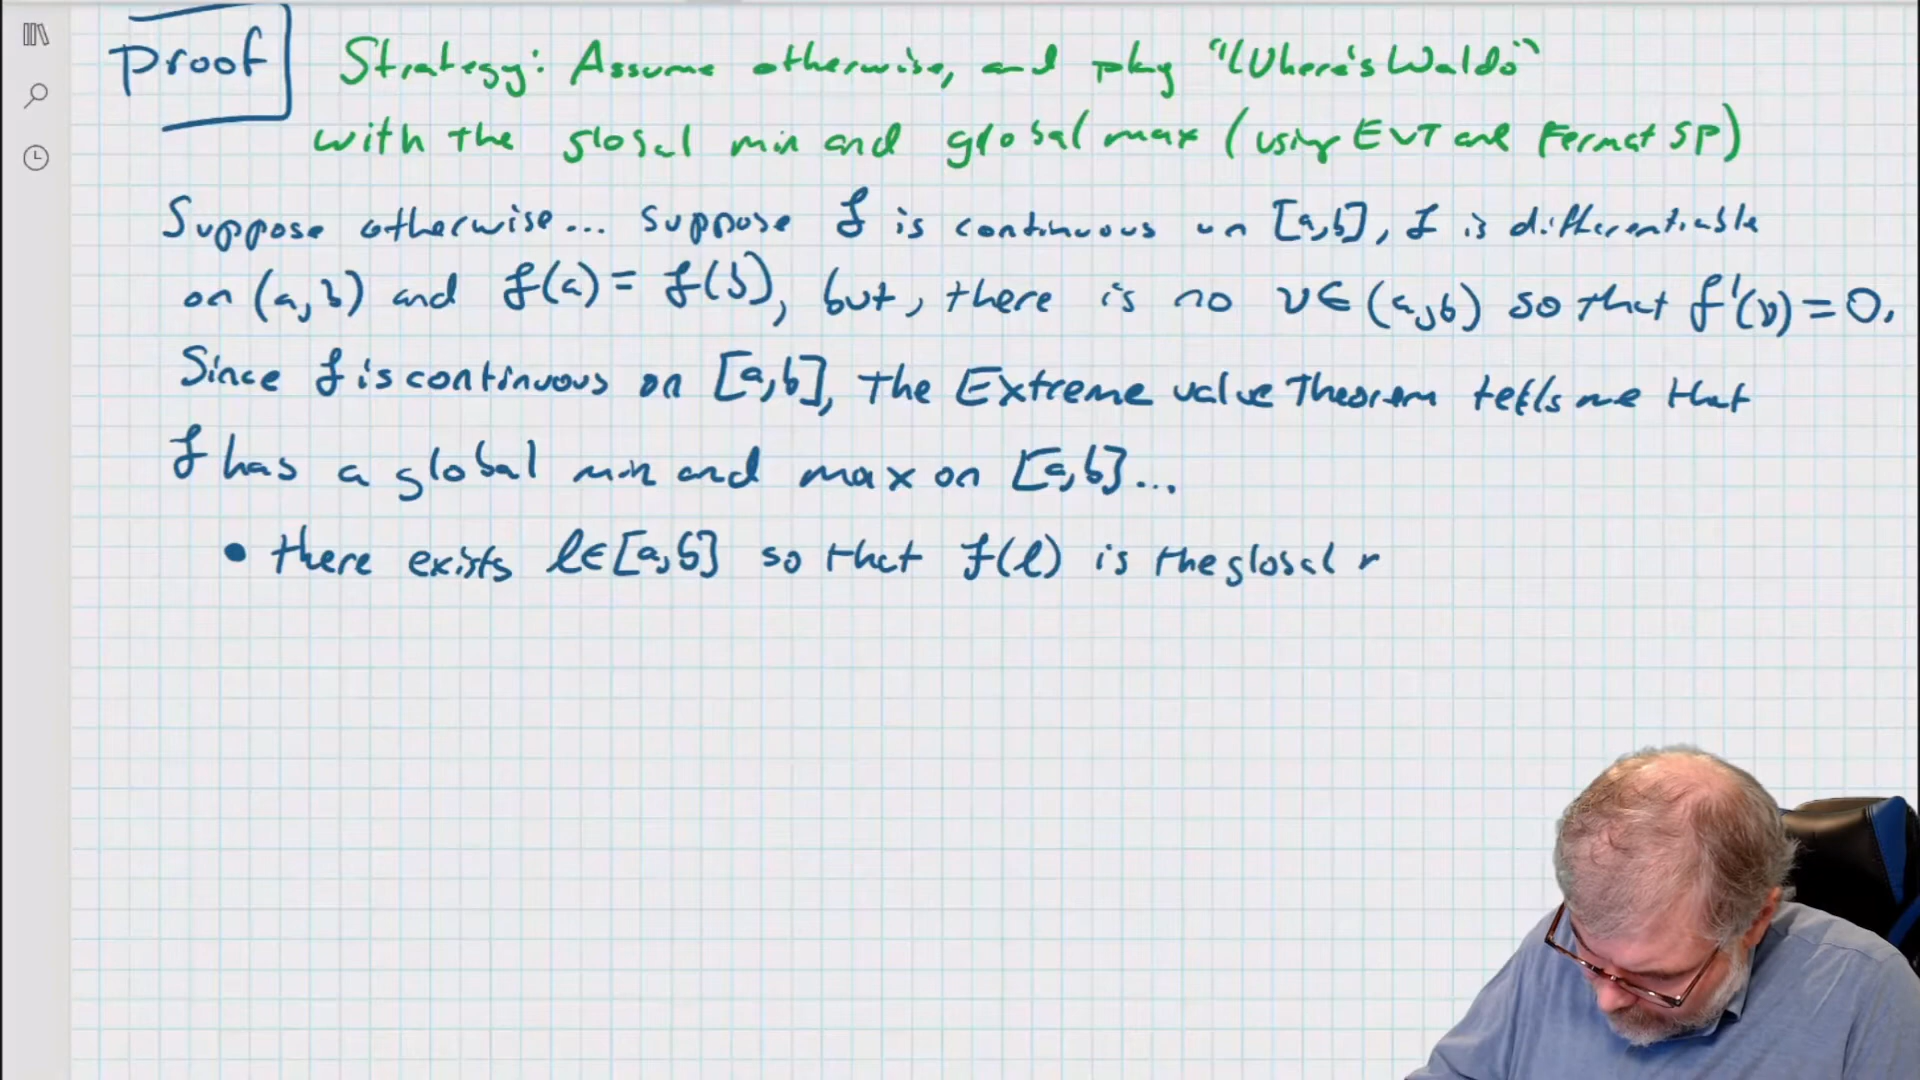 Proof
Strategy: Assume otherwise, and play "Where's Waldo"
with the global min and global max (using EVT and Fermat SP)
Suppose otherwise... suppose f is continuous on [a,b], f is differentiable
on (a,b) and f(a) = f(b), but, there is no v∈(a,b) so that f'(v) = 0.
Since f is continuous on [a,b], the Extreme value Theorem tells me that
f has a global min and max on [a,b]...
• there exists l∈[a,b] so that f(l) is the global